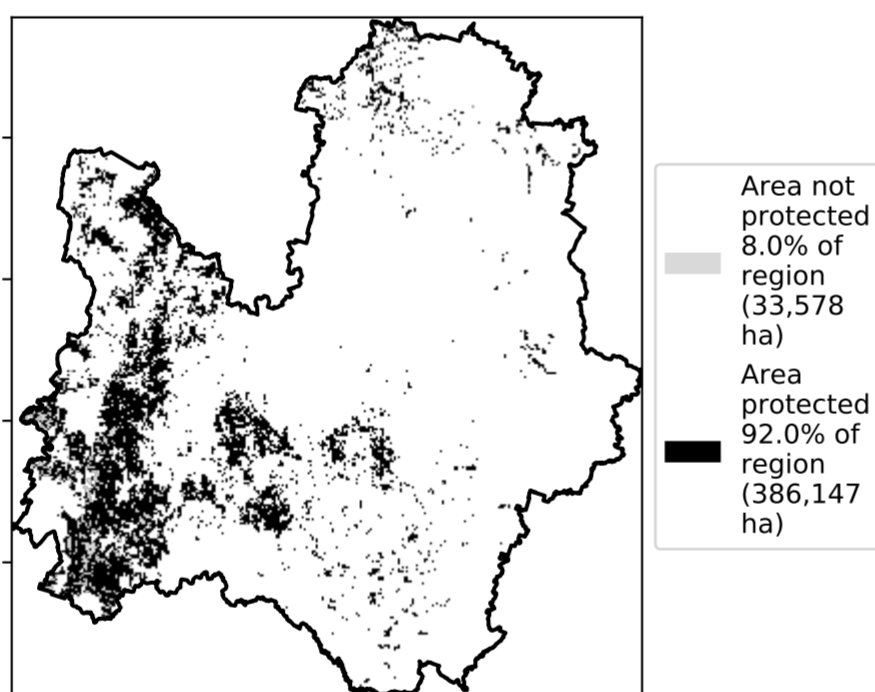 Area not
protected
8.0% of
region
(33,578
ha)
Area
protected
92.0% of
region
(386,147
ha)